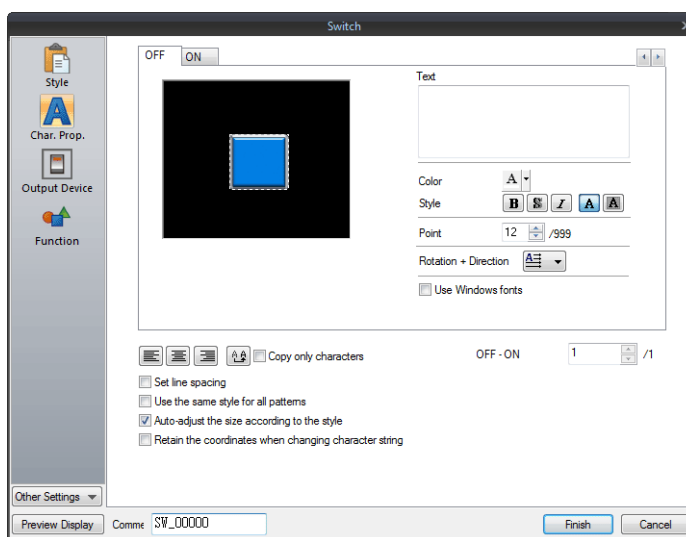 Switch
Style
Char. Prop.
Output Device
Function
OFF ON
Text
Color A
Style B S I A A
Point 12 /999
Rotation + Direction A
Use Windows fonts
Copy only characters OFF - ON 1 /1
Set line spacing
Use the same style for all patterns
Auto-adjust the size according to the style
Retain the coordinates when changing character string
Other Settings
Preview Display Comme SW_00000 Finish Cancel